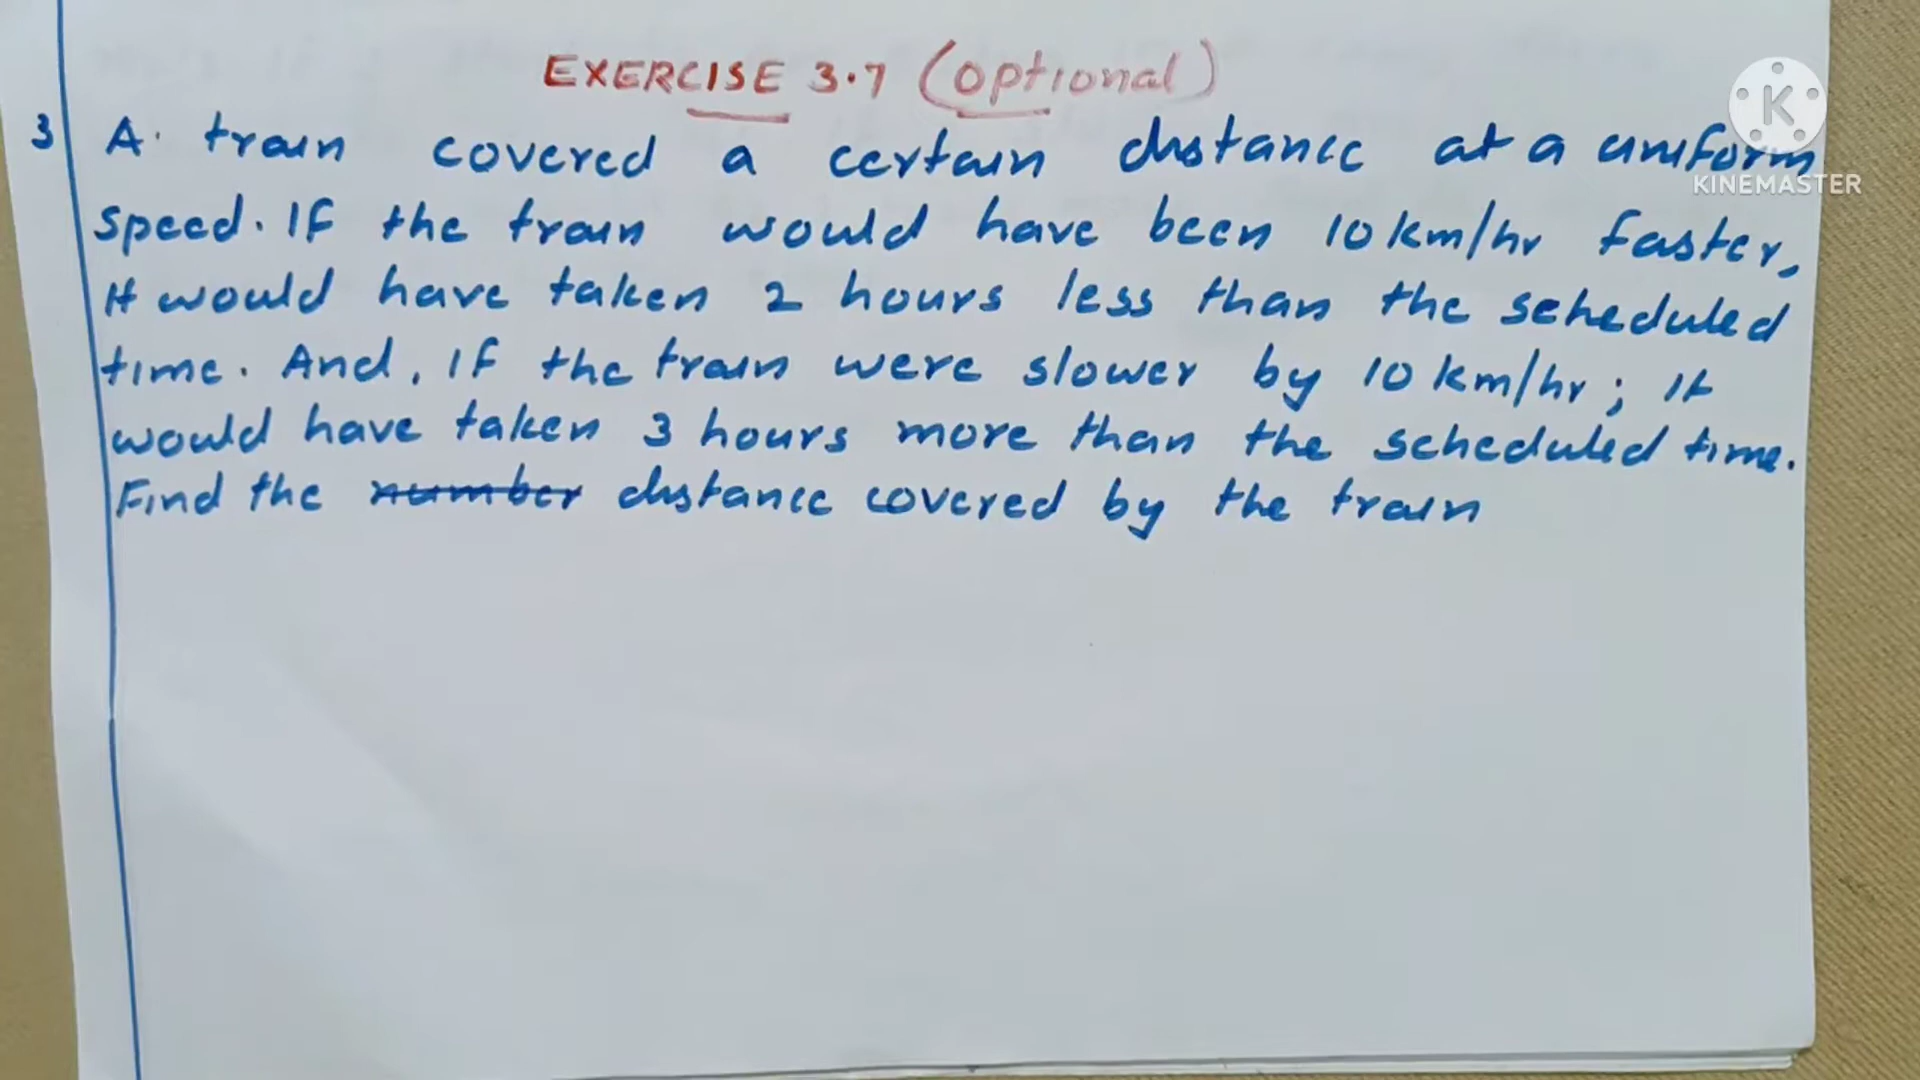 EXERCISE 3.7 (optional)
K
KINEMASTER
3 A. train covered a certain distance at a uniform
speed. If the train would have been 10 km/hr faster,
it would have taken 2 hours less than the scheduled
time. And, if the train were slower by 10 km/hr; it
would have taken 3 hours more than the scheduled time.
Find the number distance covered by the train